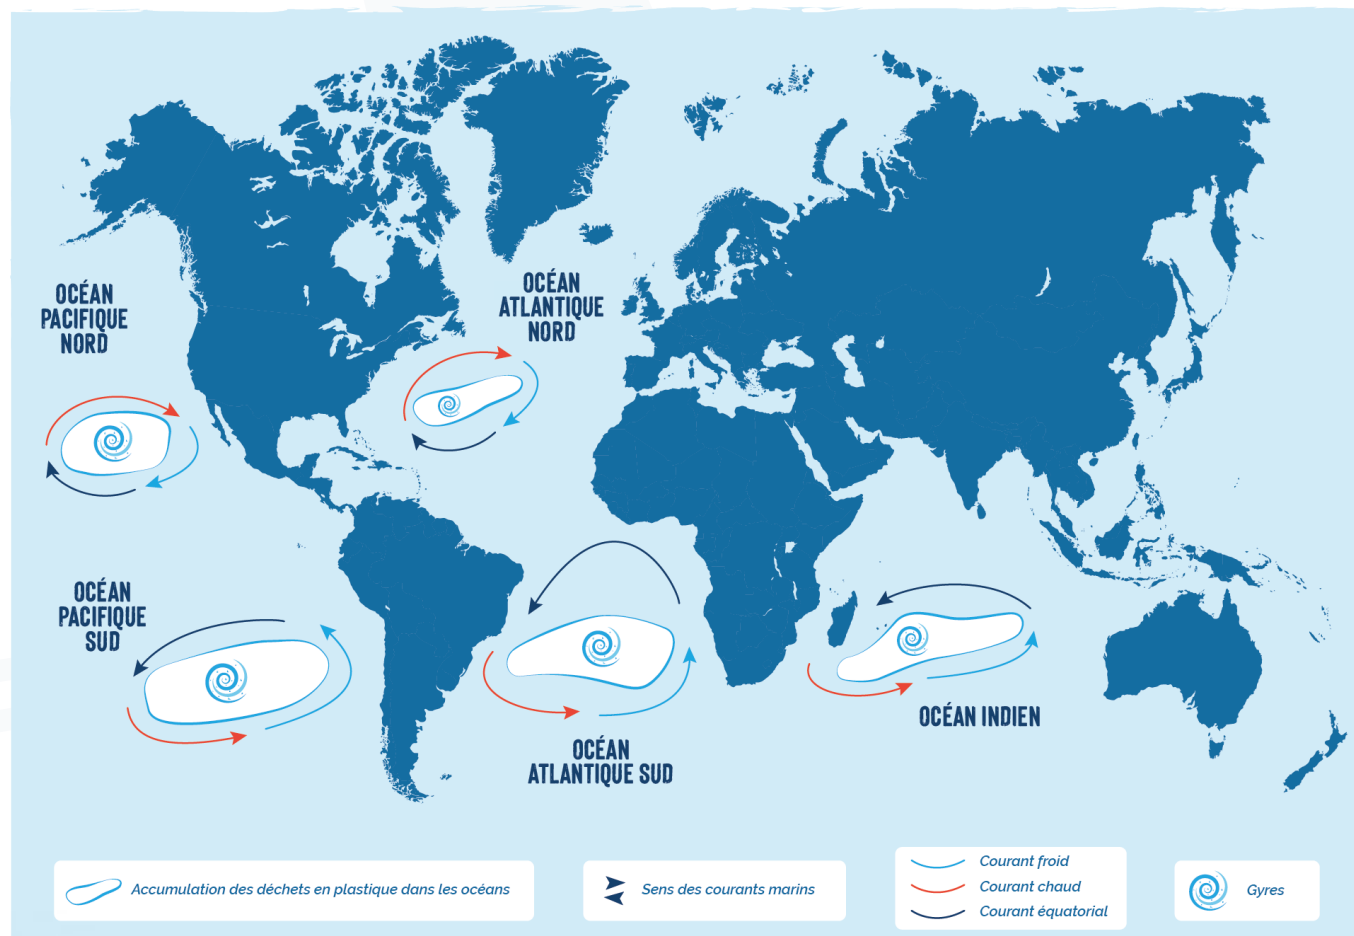 OCÉAN
PACIFIQUE
NORD
OCÉAN
ATLANTIQUE
NORD
OCÉAN
PACIFIQUE
SUD
OCÉAN
ATLANTIQUE SUD
OCÉAN INDIEN
Accumulation des déchets en plastique dans les océans
Sens des courants marins
Courant froid
Courant chaud
Courant équatorial
Gyres